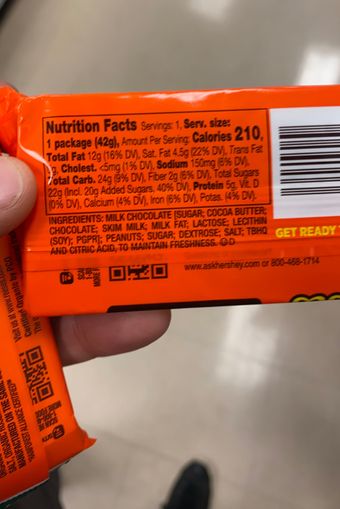 Nutrition Facts Servings: 1, Serv. size:
1 package (42g), Amount Per Serving: Calories 210,
Total Fat 12g (16% DV), Sat. Fat 4.5g (22% DV), Trans Fat
Cholest. <5mg (1% DV), Sodium 150mg (6% DV),
Total Carb. 24g (9% DV), Fiber 2g (6% DV), Total Sugars
22g (Incl. 20g Added Sugars, 40% DV), Protein 5g, Vit. D
(0% DV), Calcium (4% DV), Iron (6% DV), Potas. (4% DV).
INGREDIENTS: MILK CHOCOLATE [SUGAR; COCOA BUTTER;
CHOCOLATE; SKIM MILK; MILK FAT; LACTOSE; LECITHIN
(SOY); PGPR]; PEANUTS; SUGAR; DEXTROSE; SALT; TBHQ
AND CITRIC ACID, TO MAINTAIN FRESHNESS. D
GET READY
SCAN
FOR
MORE
www.askhershey.com or 800-468-1714